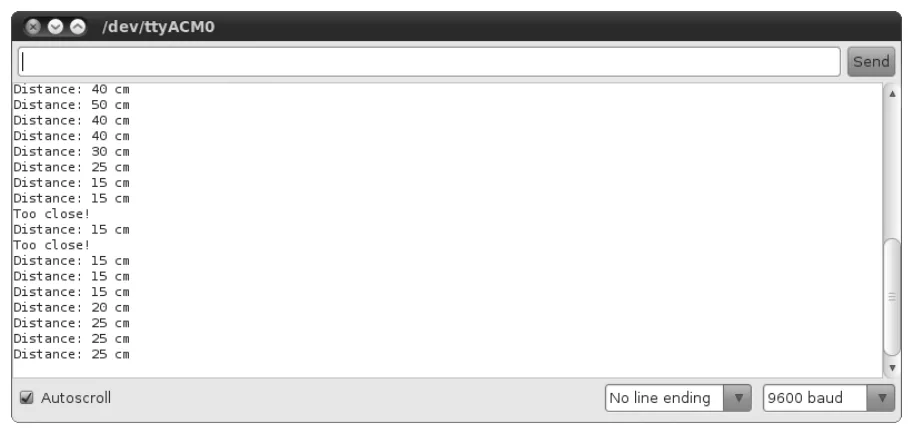 /dev/ttyACM0
Send
Distance: 40 cm
Distance: 50 cm
Distance: 40 cm
Distance: 40 cm
Distance: 30 cm
Distance: 25 cm
Distance: 15 cm
Distance: 15 cm
Too close!
Distance: 15 cm
Too close!
Distance: 15 cm
Distance: 15 cm
Distance: 15 cm
Distance: 20 cm
Distance: 25 cm
Distance: 25 cm
Distance: 25 cm
Autoscroll
No line ending
9600 baud